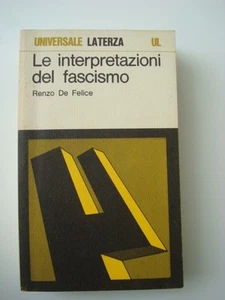 UNIVERSALE LATERZA UL
Le interpretazioni
del fascismo
Renzo De Felice